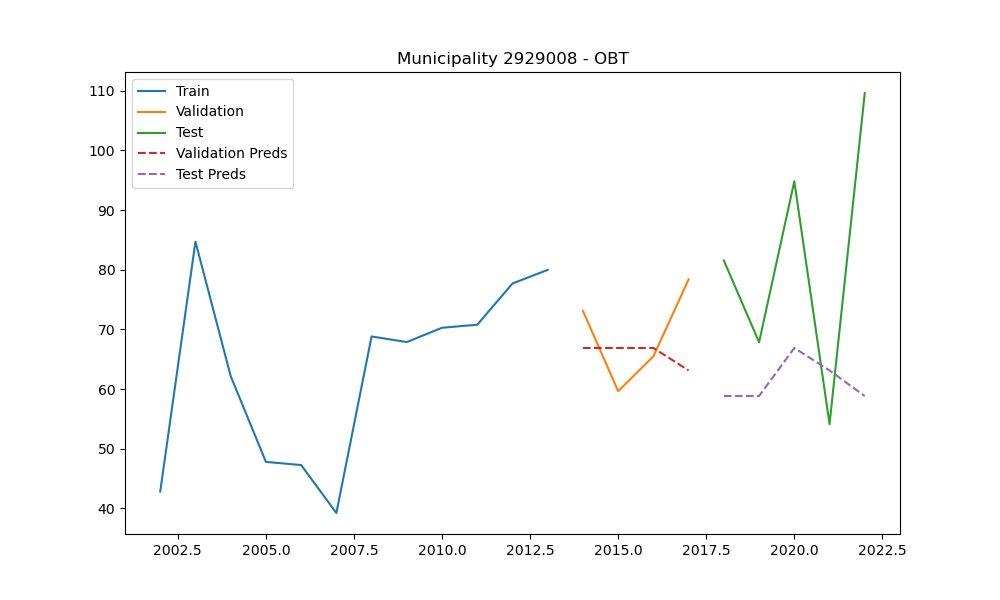 Municipality 2929008 - OBT
Train
Validation
Test
Validation Preds
Test Preds
110
100
90
80
70
60
50
40
2002.5 2005.0 2007.5 2010.0 2012.5 2015.0 2017.5 2020.0 2022.5